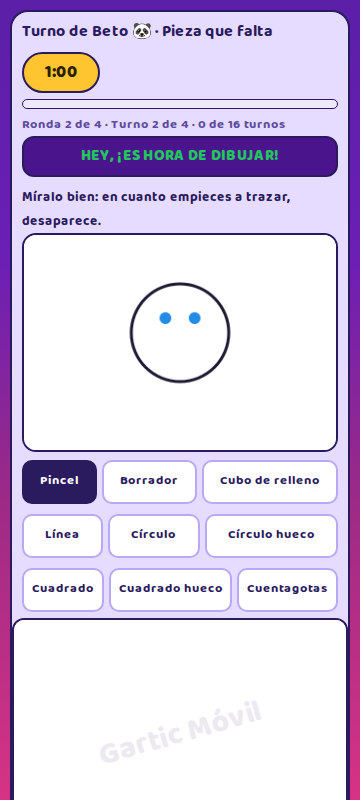 Turno de Beto 🐼 · Pieza que falta
1:00
Ronda 2 de 4 · Turno 2 de 4 · 0 de 16 turnos
HEY, ¡ES HORA DE DIBUJAR!
Míralo bien: en cuanto empieces a trazar,
desaparece.
Pincel
Borrador
Cubo de relleno
Línea
Círculo
Círculo hueco
Cuadrado
Cuadrado hueco
Cuentagotas
Gartic Móvil